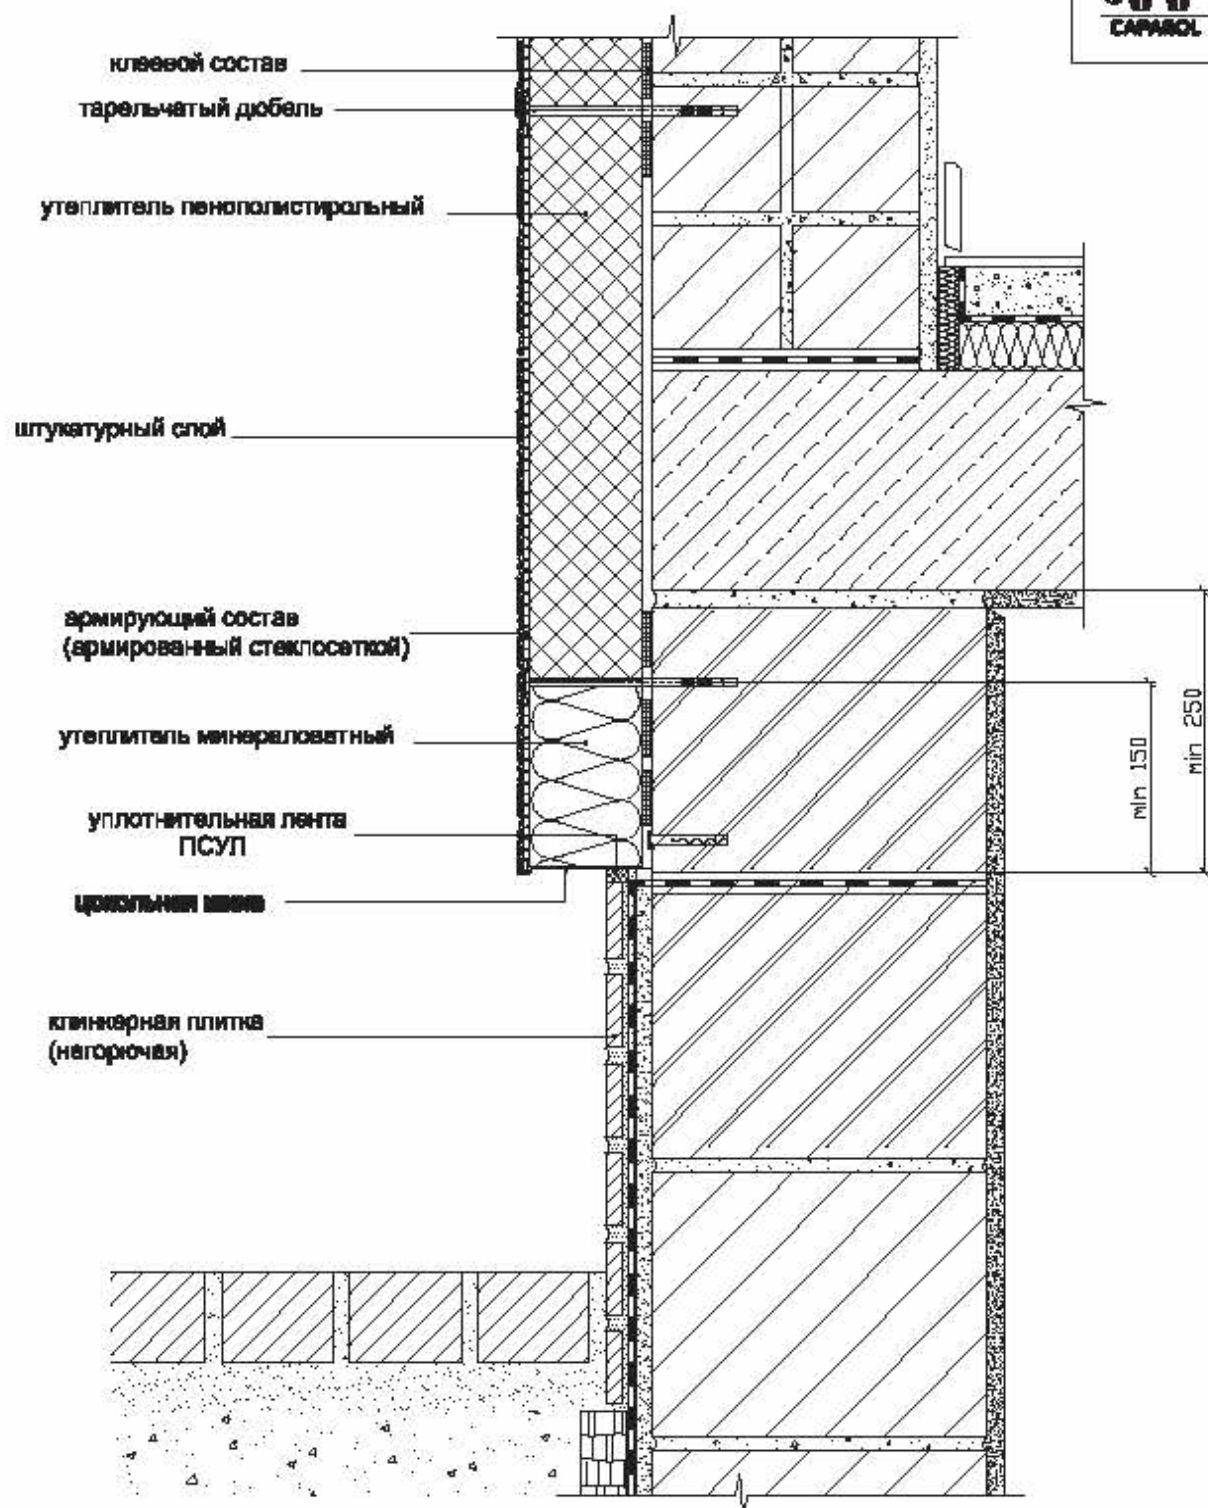 CAPAROL
клеевой состав
тарельчатый дюбель
утеплитель пенополистирольный
штукатурный слой
армирующий состав
(армированный стеклосеткой)
утеплитель минераловатный
min 150
min 250
уплотнительная лента
ПСУЛ
цокольная
клинкерная плитка
(негорючая)